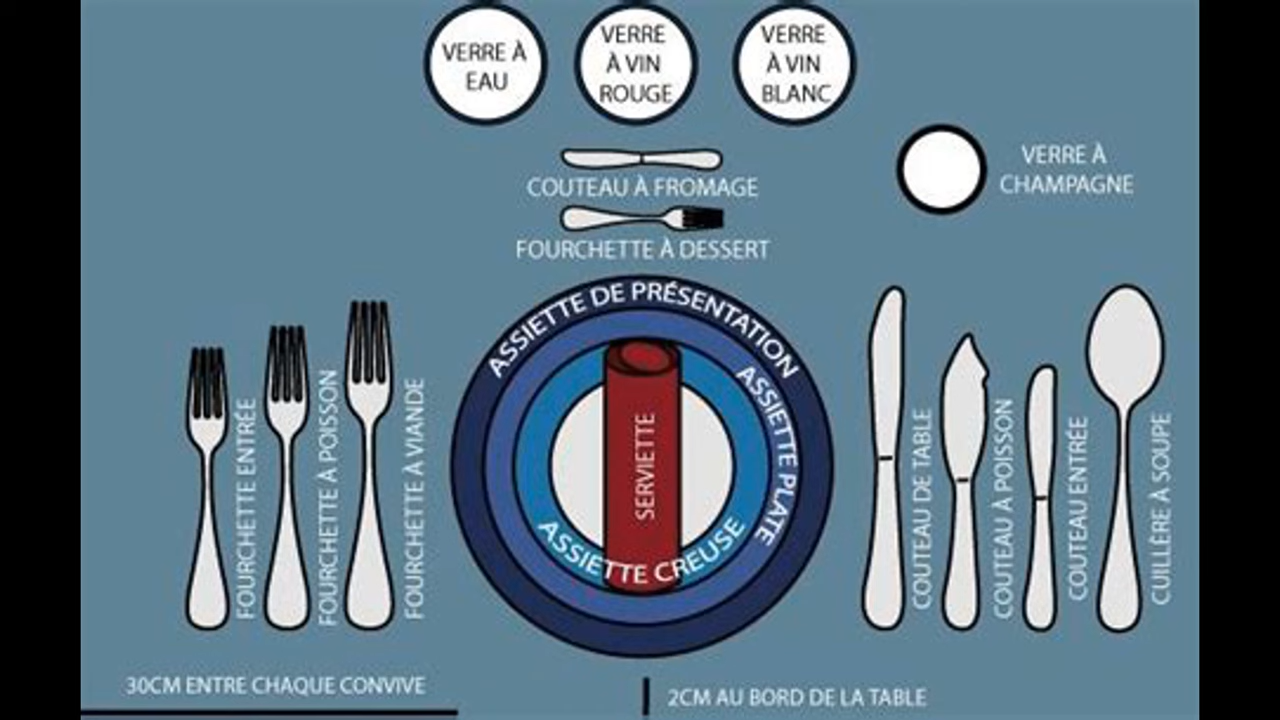 VERRE À
EAU
VERRE
À VIN
ROUGE
VERRE
À VIN
BLANC
VERRE À
CHAMPAGNE
COUTEAU À FROMAGE
FOURCHETTE À DESSERT
ASSIETTE DE PRÉSENTATION
ASSIETTE PLATE
ASSIETTE CREUSE
SERVIETTE
FOURCHETTE ENTRÉE
FOURCHETTE À POISSON
FOURCHETTE À VIANDE
COUTEAU DE TABLE
COUTEAU À POISSON
COUTEAU ENTRÉE
CUILLÈRE À SOUPE
30CM ENTRE CHAQUE CONVIVE
2CM AU BORD DE LA TABLE